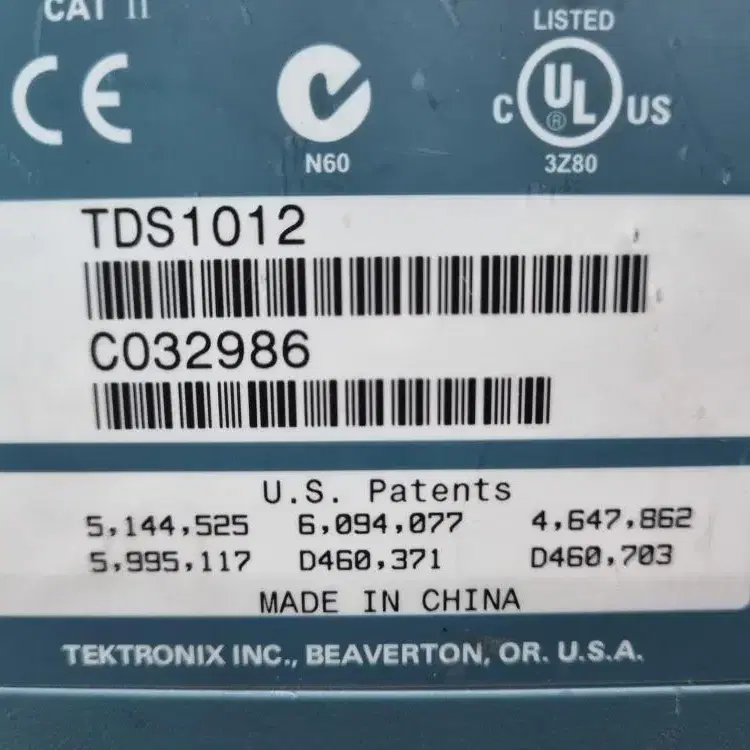 CAT II
LISTED
CE
C UL ® US
N60
3Z80
TDS1012
C032986
U.S. Patents
5,144,525 6,094,077 4,647,862
5,995,117 D460,371 D460,703
MADE IN CHINA
TEKTRONIX INC., BEAVERTON, OR. U.S.A.